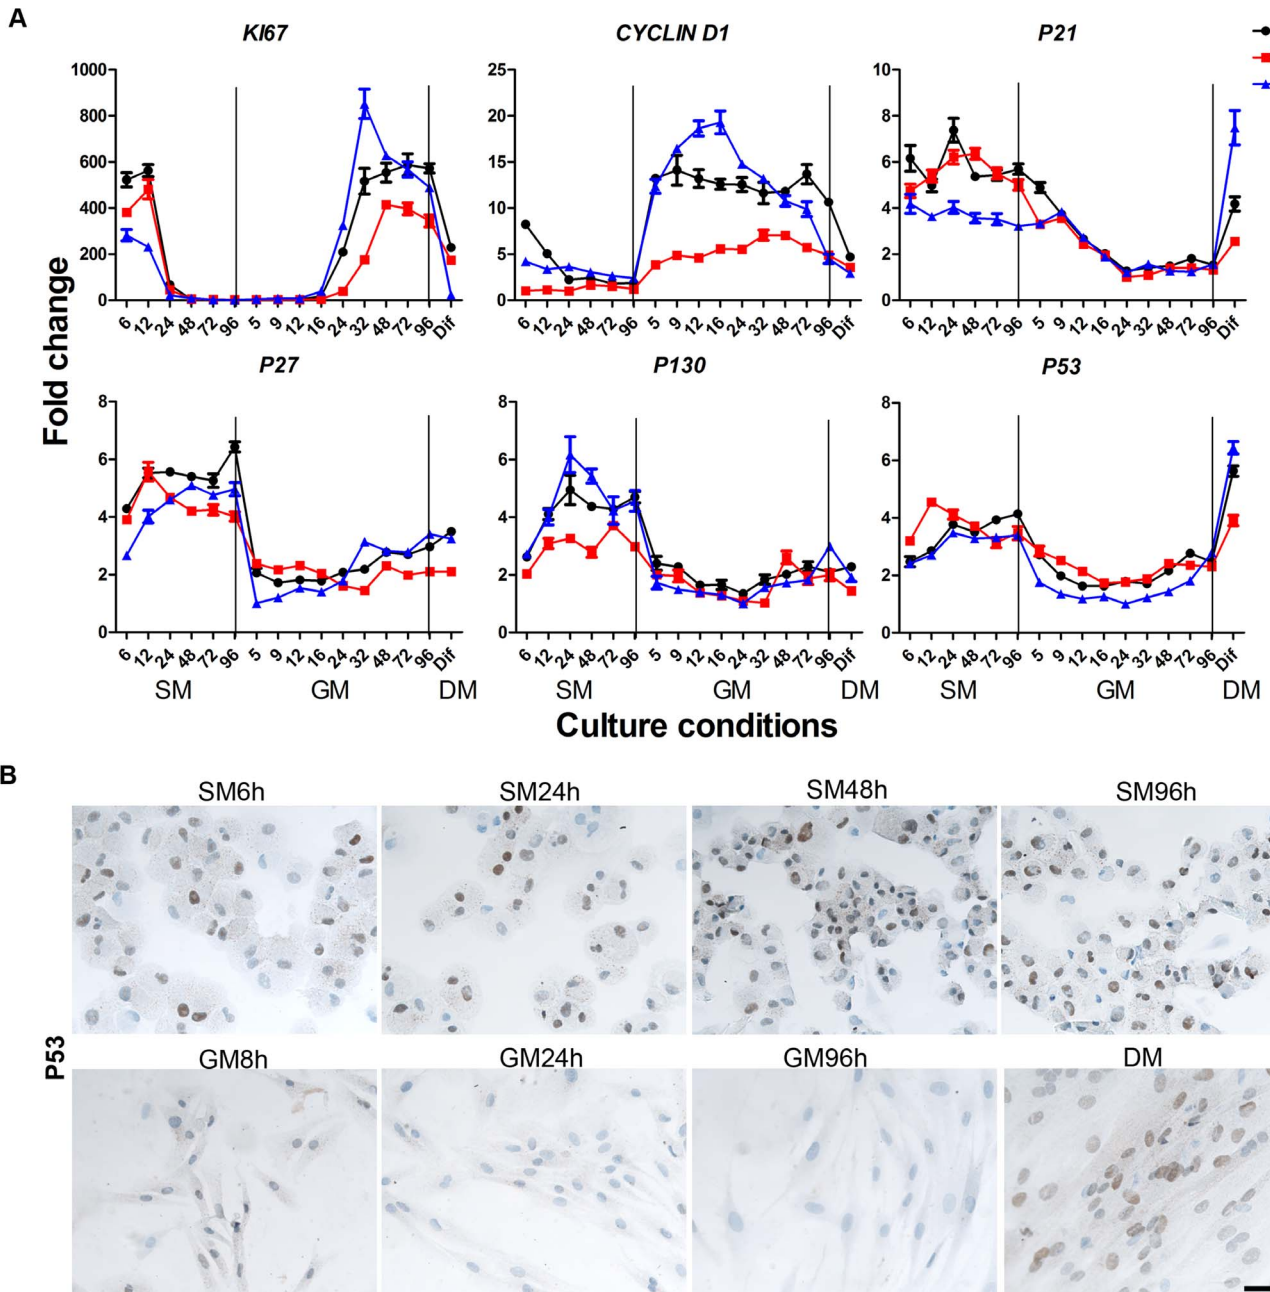 A
KI67 CYCLIN D1 P21
1000 25 10
800 20 8
600 15 6
400 10 4
200 5 2
0 0 0
6 12 24 48 72 96 5 9 12 16 24 32 48 72 96 Dif 6 12 24 48 72 96 5 9 12 16 24 32 48 72 96 Dif 6 12 24 48 72 96 5 9 12 16 24 32 48 72 96 Dif
Fold change
P27 P130 P53
8 8 8
6 6 6
4 4 4
2 2 2
0 0 0
6 12 24 48 72 96 5 9 12 16 24 32 48 72 96 Dif 6 12 24 48 72 96 5 9 12 16 24 32 48 72 96 Dif 6 12 24 48 72 96 5 9 12 16 24 32 48 72 96 Dif
SM GM DM SM GM DM SM GM DM
Culture conditions
B
SM6h SM24h SM48h SM96h
P53
GM8h GM24h GM96h DM